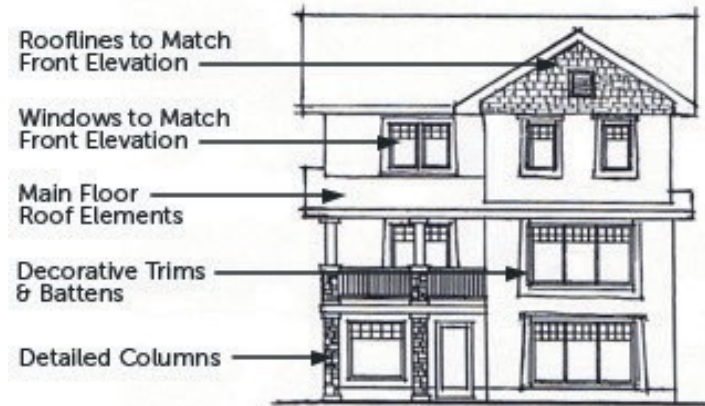 Rooflines to Match
Front Elevation
Windows to Match
Front Elevation
Main Floor
Roof Elements
Decorative Trims
& Battens
Detailed Columns